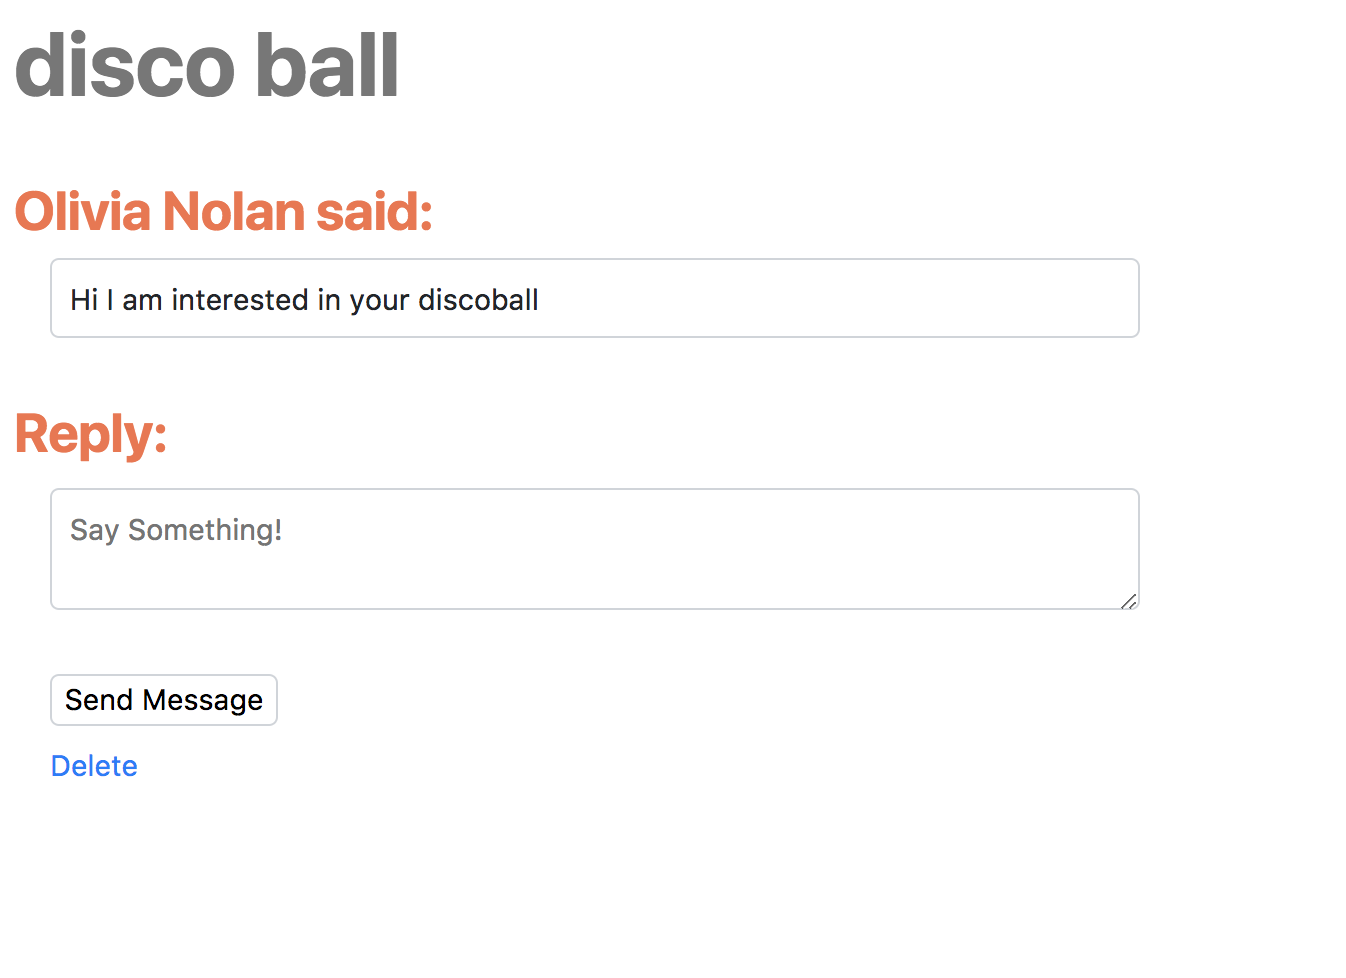 disco ball
Olivia Nolan said:
Hi I am interested in your discoball
Reply:
Say Something!
Send Message
Delete